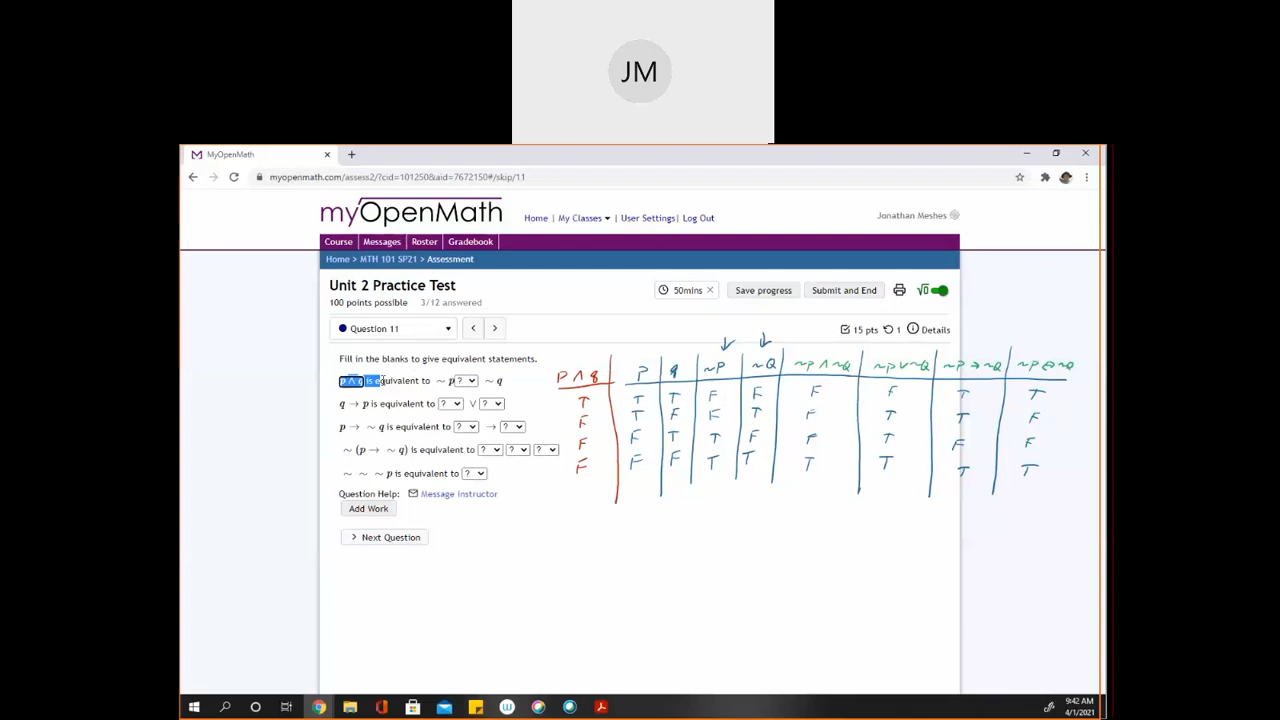 JM
MyOpenMath
myopenmath.com/assess2/?cid=101250&aid=7672150#/skip/11
myOpenMath
Home My Classes User Settings Log Out
Jonathan Meshes
Course Messages Roster Gradebook
Home > MTH 101 SP21 > Assessment
Unit 2 Practice Test
100 points possible 3/12 answered
50mins
Save progress
Submit and End
√0
Question 11
15 pts 1 Details
Fill in the blanks to give equivalent statements.
p ∧ q is equivalent to ~ p ? ~ q
q → p is equivalent to ? ∨ ?
p → ~ q is equivalent to ? → ?
~ (p → ~ q) is equivalent to ? ? ?
~ ~ ~ p is equivalent to ?
Question Help: Message instructor
Add Work
Next Question
P ∧ q p q ~P ~Q ~p ∧ ~Q ~p ∨ ~Q ~P → ~Q ~p ↔ ~Q
T T T F F F F T T
F T F F T F T T F
F F T T F F T F F
F F F T T T T T T
9:42 AM
4/1/2021